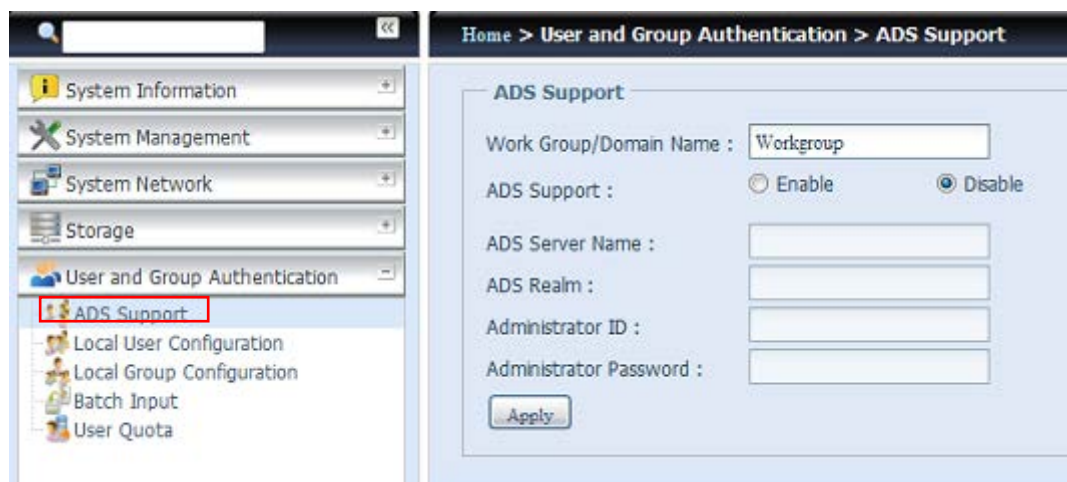 Home > User and Group Authentication > ADS Support
System Information
System Management
System Network
Storage
User and Group Authentication
ADS Support
Local User Configuration
Local Group Configuration
Batch Input
User Quota
ADS Support
Work Group/Domain Name : Workgroup
ADS Support : Enable Disable
ADS Server Name :
ADS Realm :
Administrator ID :
Administrator Password :
Apply